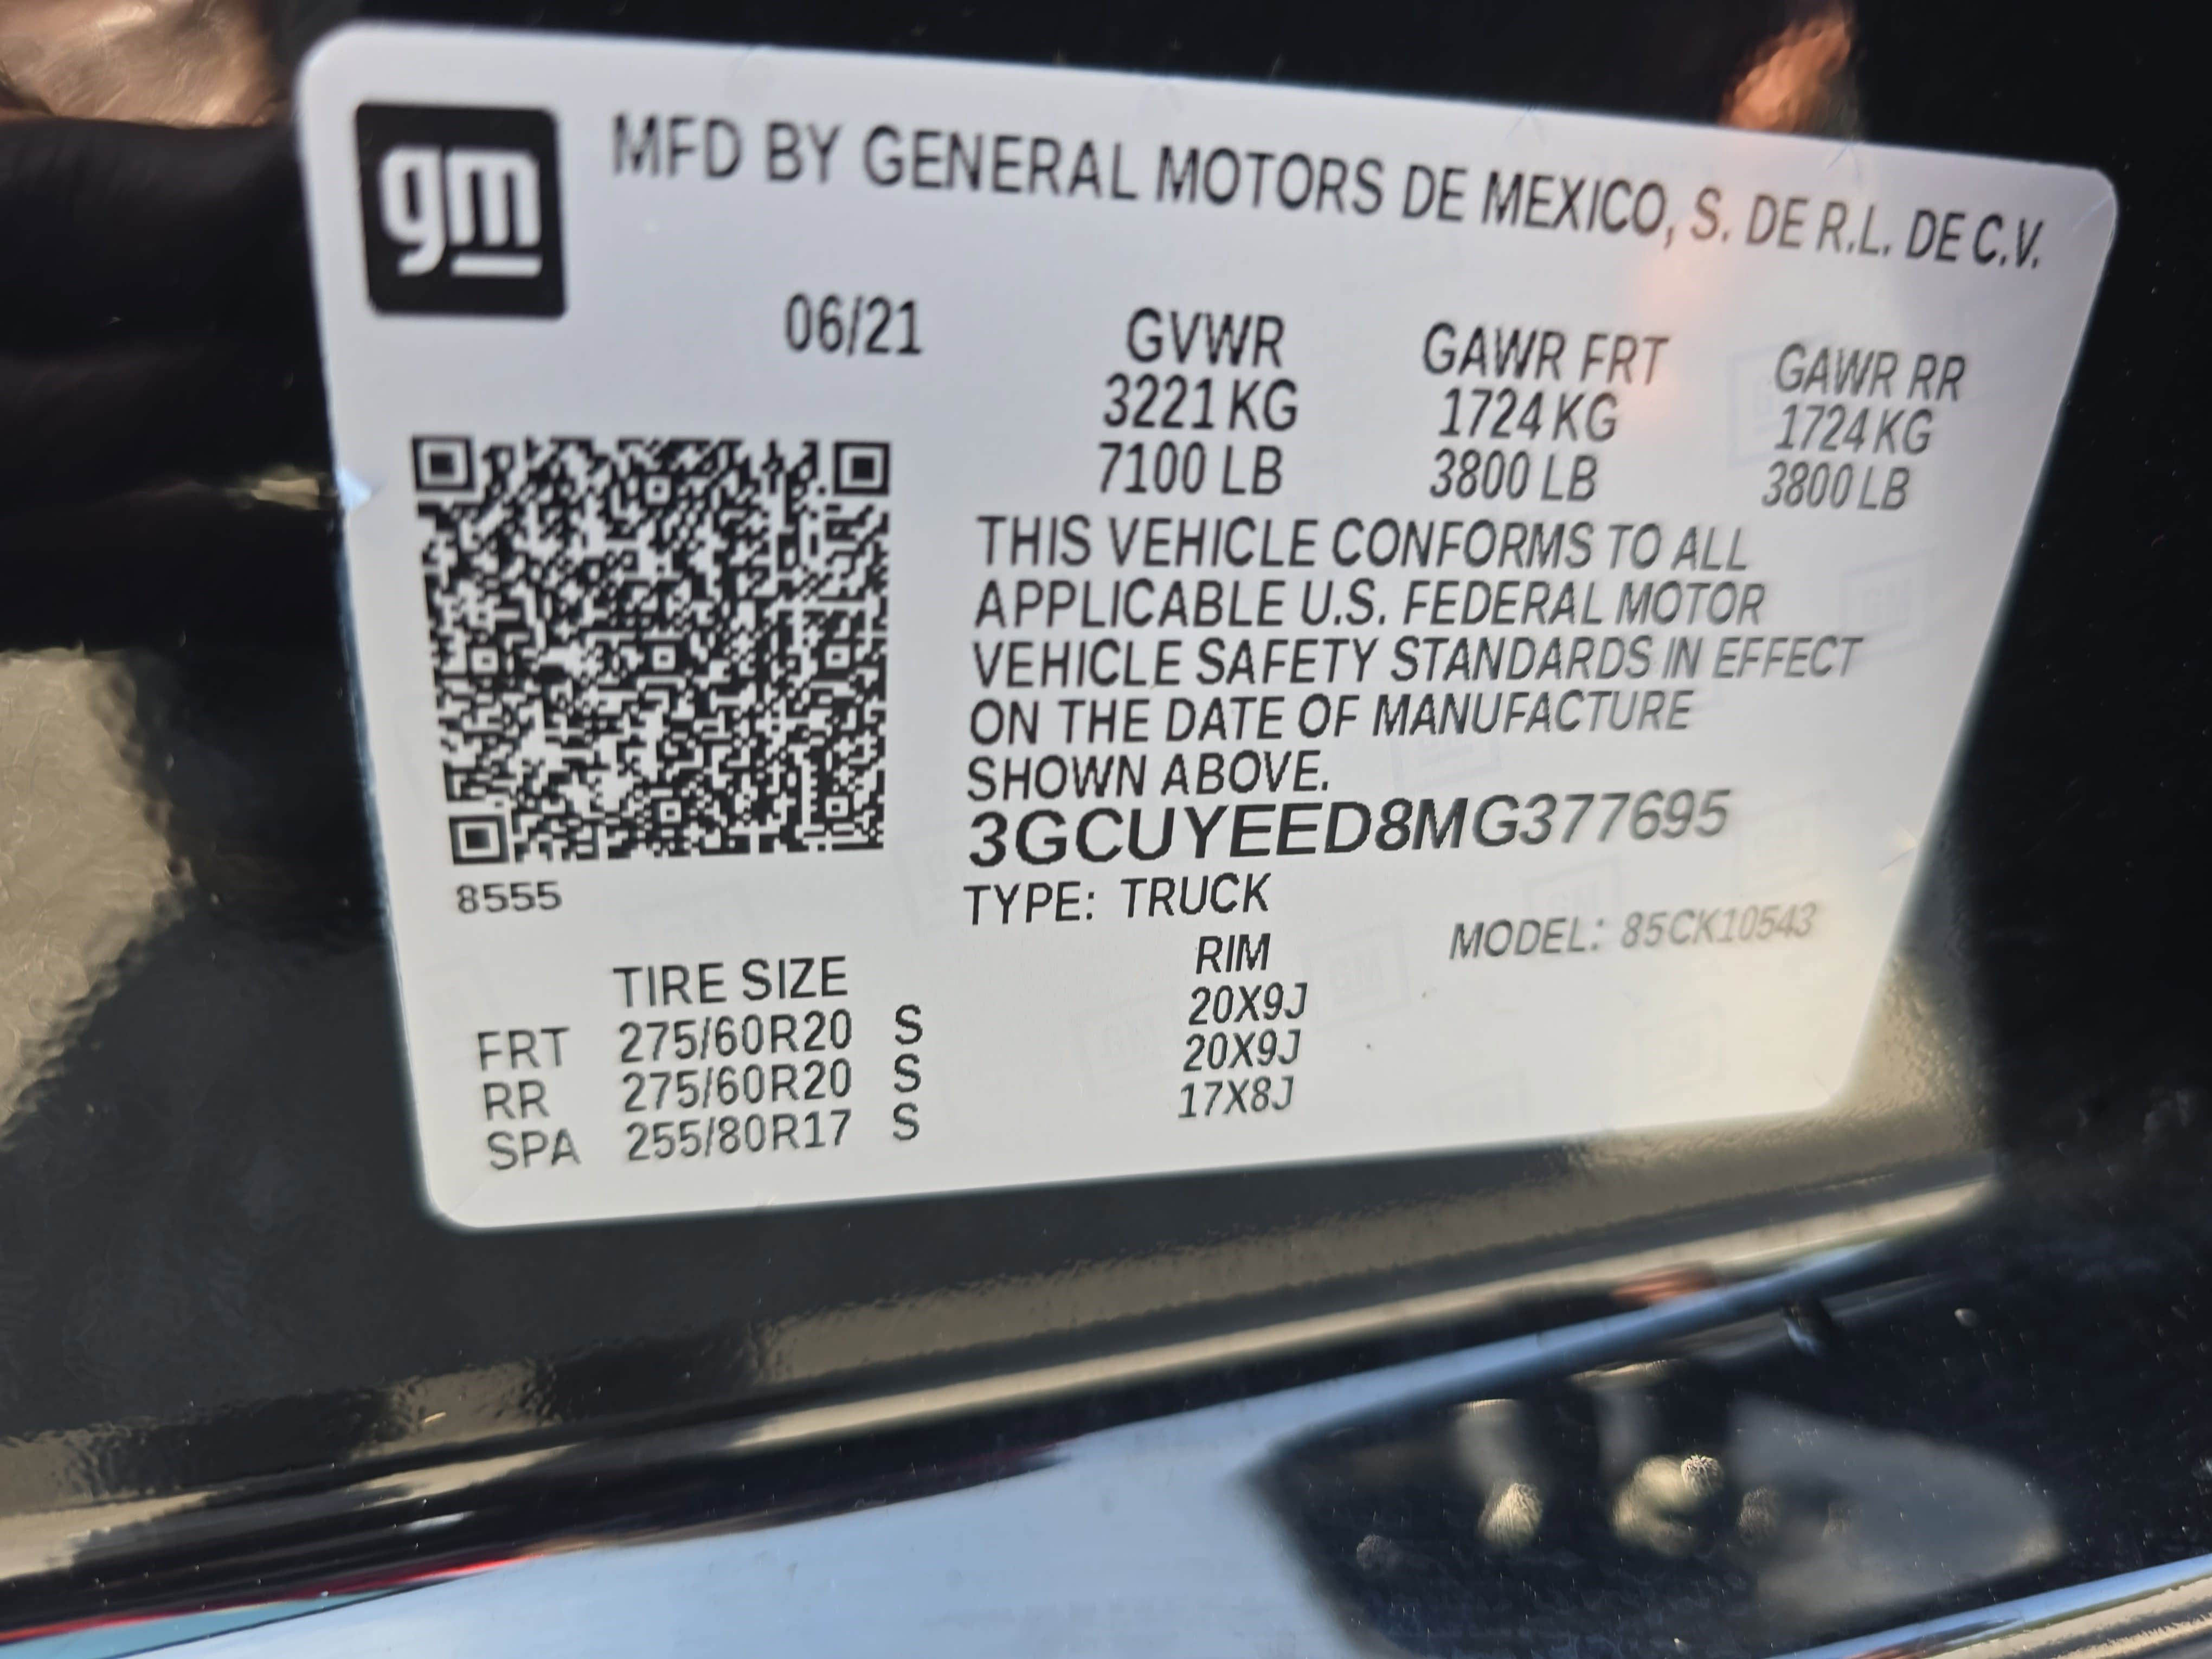 gm
MFD BY GENERAL MOTORS DE MEXICO, S. DE R.L. DE C.V.
06/21 GVWR GAWR FRT GAWR RR
3221 KG 1724 KG 1724 KG
7100 LB 3800 LB 3800 LB
THIS VEHICLE CONFORMS TO ALL
APPLICABLE U.S. FEDERAL MOTOR
VEHICLE SAFETY STANDARDS IN EFFECT
ON THE DATE OF MANUFACTURE
SHOWN ABOVE.
3GCUYEED8MG377695
8555
TYPE: TRUCK MODEL: 85CK10543
TIRE SIZE RIM
FRT 275/60R20 S 20X9J
RR 275/60R20 S 20X9J
SPA 255/80R17 S 17X8J